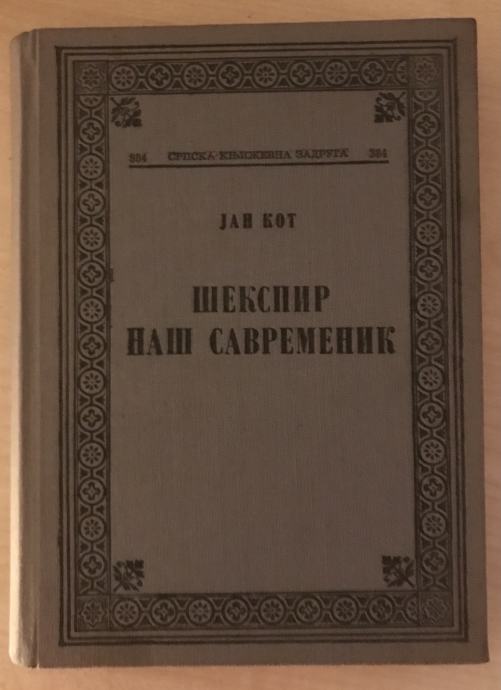 384 СРПСКА КЊИЖЕВНА ЗАДРУГА 384
ЈАН КОТ
ШЕКСПИР
НАШ САВРЕМЕНИК